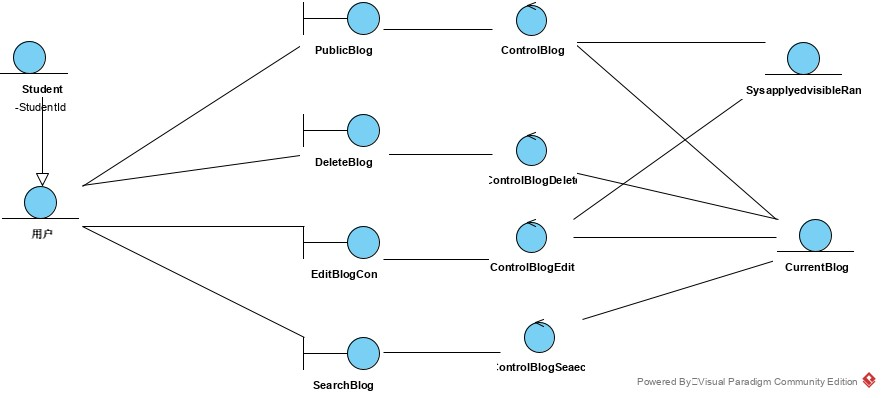 PublicBlog
ControlBlog
Student
-StudentId
SysapplyedvisibleRan
DeleteBlog
ControlBlogDelete
用户
EditBlogCon
ControlBlogEdit
CurrentBlog
SearchBlog
ControlBlogSeaec
Powered By Visual Paradigm Community Edition